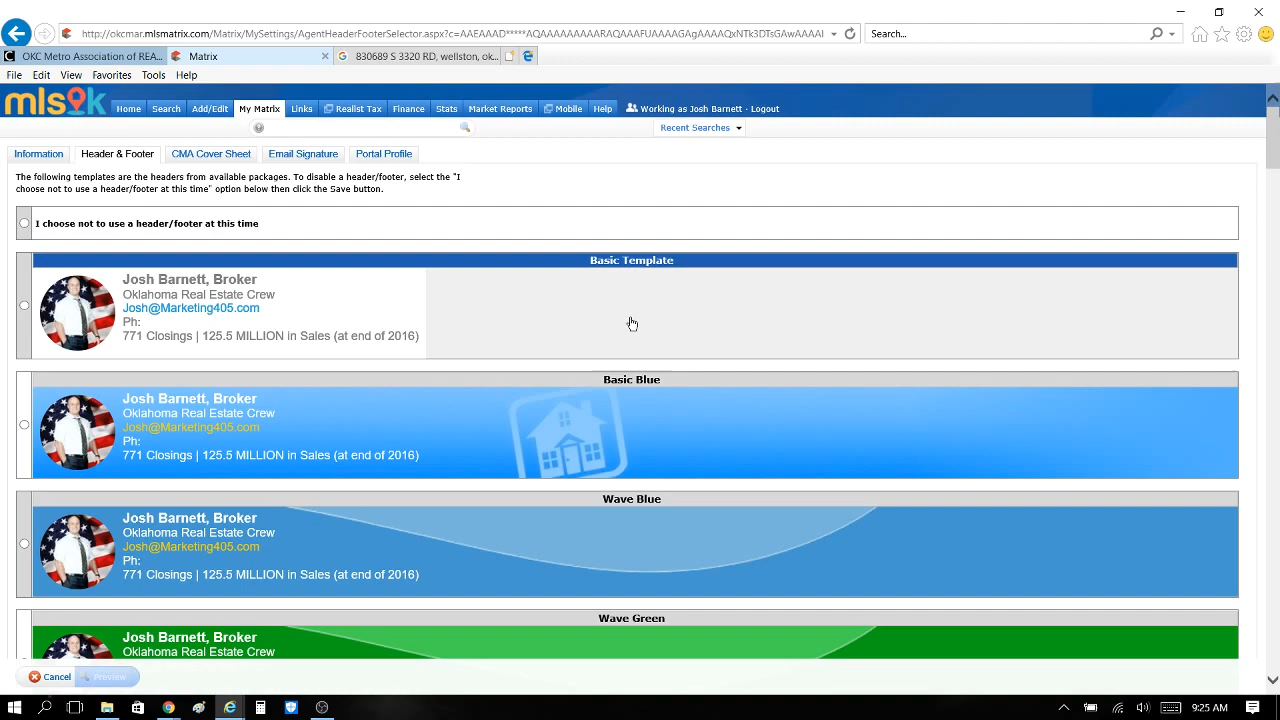 http://okcmar.mlsmatrix.com/Matrix/MySettings/AgentHeaderFooterSelector.aspx?c=AAEAAAD*****AQAAAAAAAAARAQAAAFUAAAAGAgAAAAQxNTk3DTsGAwAAAAI
Search...
OKC Metro Association of REA...
Matrix
830689 S 3320 RD, wellston, ok...
File Edit View Favorites Tools Help
mlsok
Home Search Add/Edit My Matrix Links Realist Tax Finance Stats Market Reports Mobile Help Working as Josh Barnett · Logout
Recent Searches
Information Header & Footer CMA Cover Sheet Email Signature Portal Profile
The following templates are the headers from available packages. To disable a header/footer, select the "I
choose not to use a header/footer at this time" option below then click the Save button.
I choose not to use a header/footer at this time
Basic Template
Josh Barnett, Broker
Oklahoma Real Estate Crew
Josh@Marketing405.com
Ph:
771 Closings | 125.5 MILLION in Sales (at end of 2016)
Basic Blue
Josh Barnett, Broker
Oklahoma Real Estate Crew
Josh@Marketing405.com
Ph:
771 Closings | 125.5 MILLION in Sales (at end of 2016)
Wave Blue
Josh Barnett, Broker
Oklahoma Real Estate Crew
Josh@Marketing405.com
Ph:
771 Closings | 125.5 MILLION in Sales (at end of 2016)
Wave Green
Josh Barnett, Broker
Oklahoma Real Estate Crew
Cancel Preview
9:25 AM